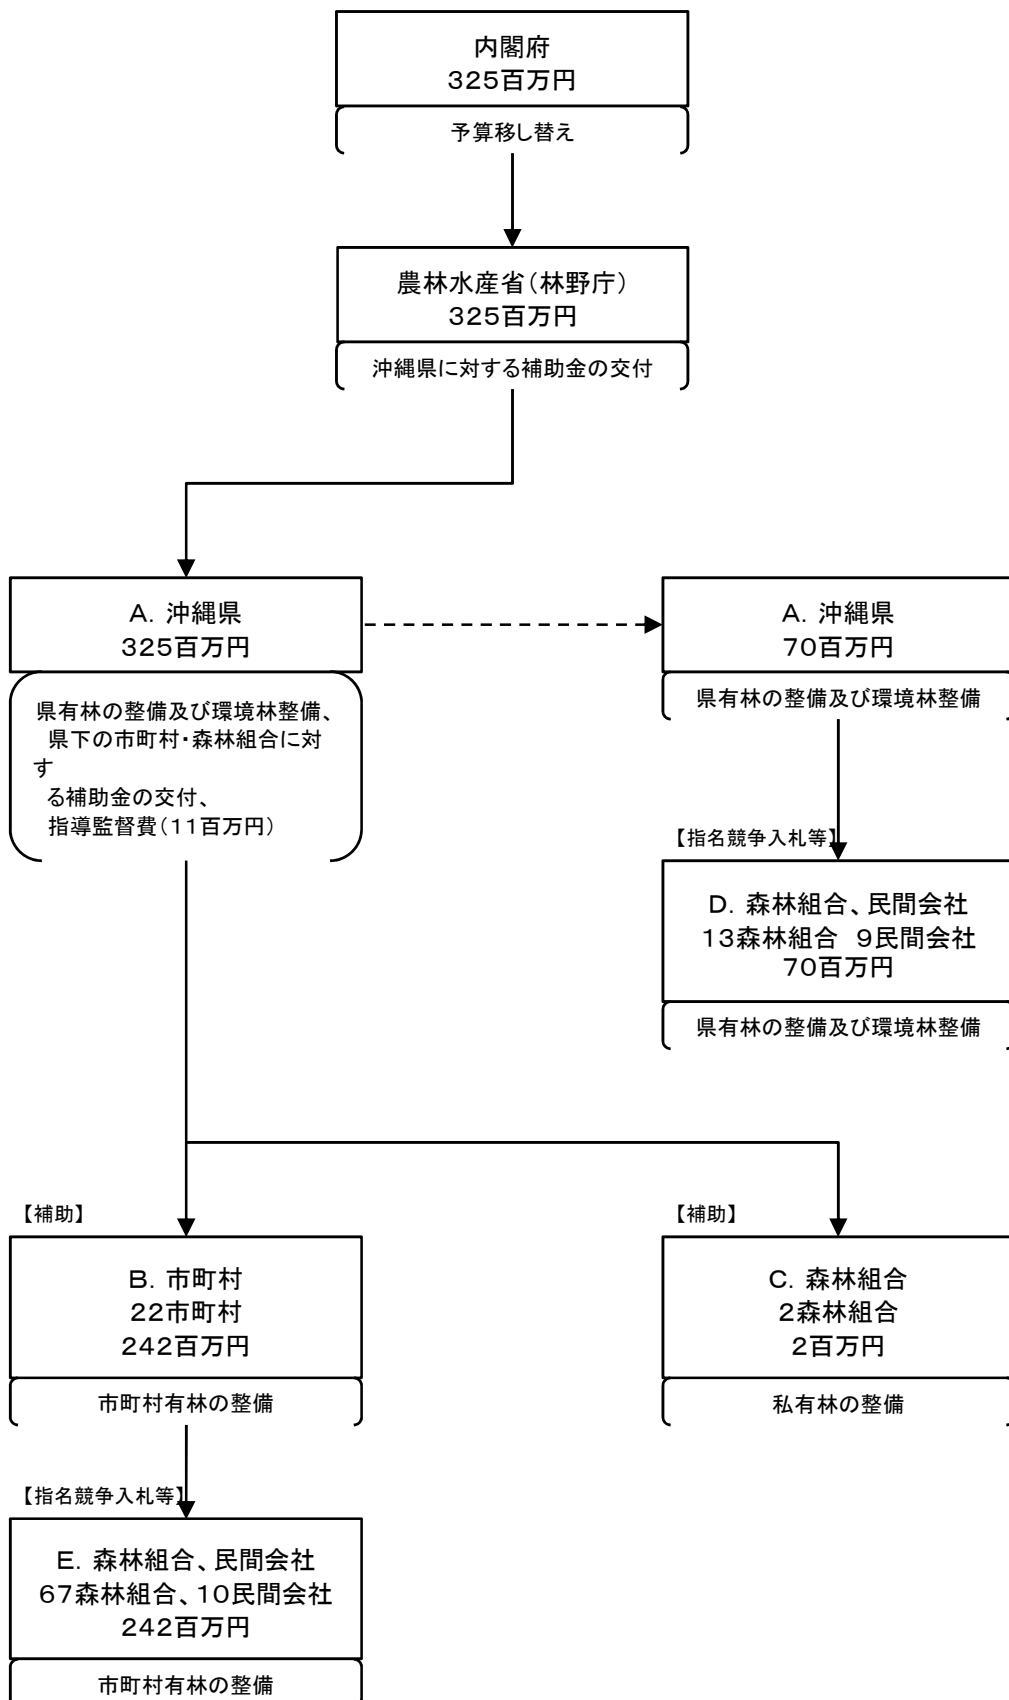 内閣府
325百万円
予算移し替え
農林水産省（林野庁）
325百万円
沖縄県に対する補助金の交付
A．沖縄県
325百万円
県有林の整備及び環境林整備、
県下の市町村・森林組合に対
す
る補助金の交付、
指導監督費（11百万円）
A．沖縄県
70百万円
県有林の整備及び環境林整備
【指名競争入札等】
D．森林組合、民間会社
13森林組合　9民間会社
70百万円
県有林の整備及び環境林整備
【補助】
B．市町村
22市町村
242百万円
市町村有林の整備
【補助】
C．森林組合
2森林組合
2百万円
私有林の整備
【指名競争入札等】
E．森林組合、民間会社
67森林組合、10民間会社
242百万円
市町村有林の整備